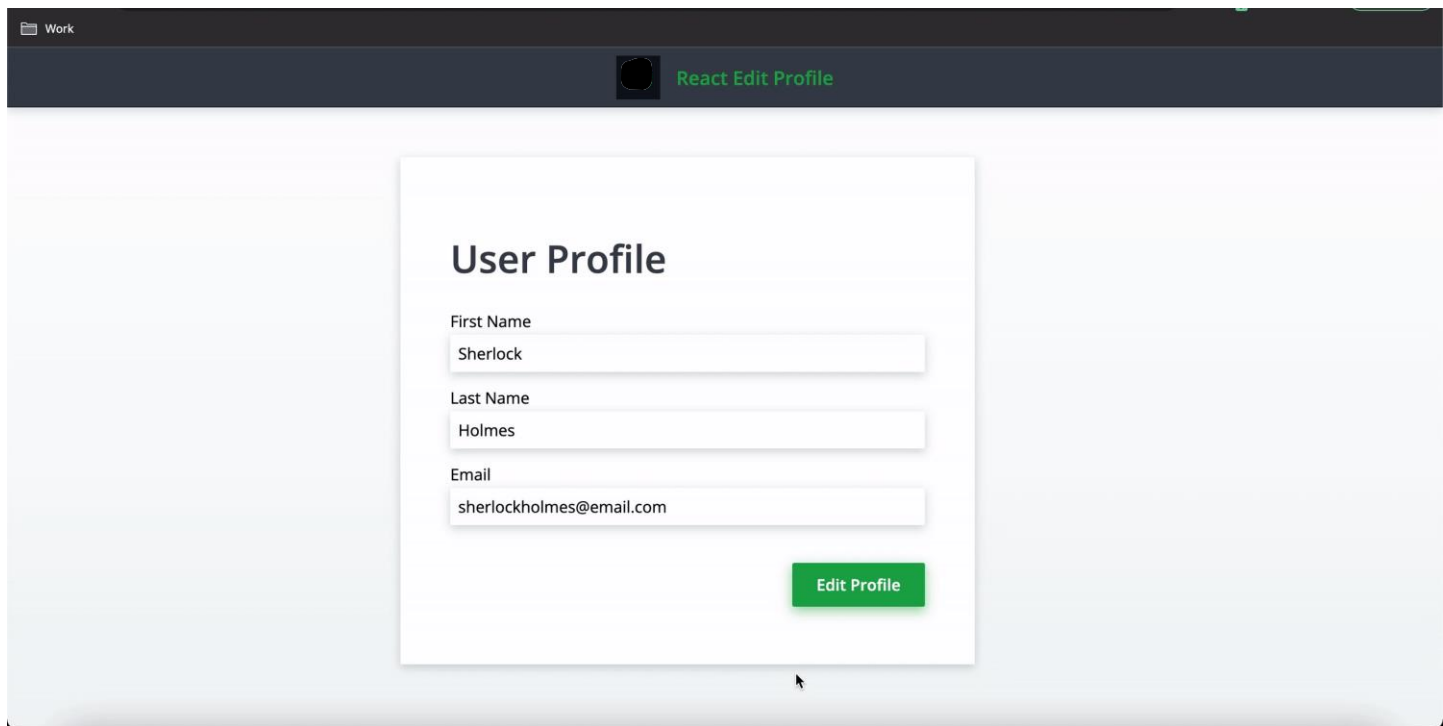 Work
React Edit Profile
User Profile
First Name
Sherlock
Last Name
Holmes
Email
sherlockholmes@email.com
Edit Profile